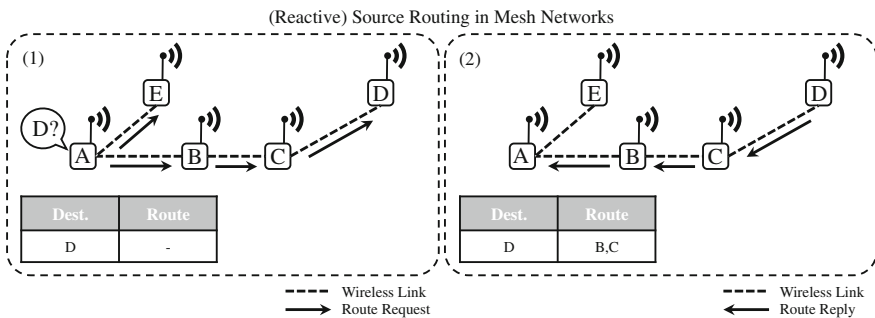 (Reactive) Source Routing in Mesh Networks
(1)
E
D
D?
A
B
C
Dest. Route
D -
Wireless Link
Route Request
(2)
E
D
A
B
C
Dest. Route
D B,C
Wireless Link
Route Reply